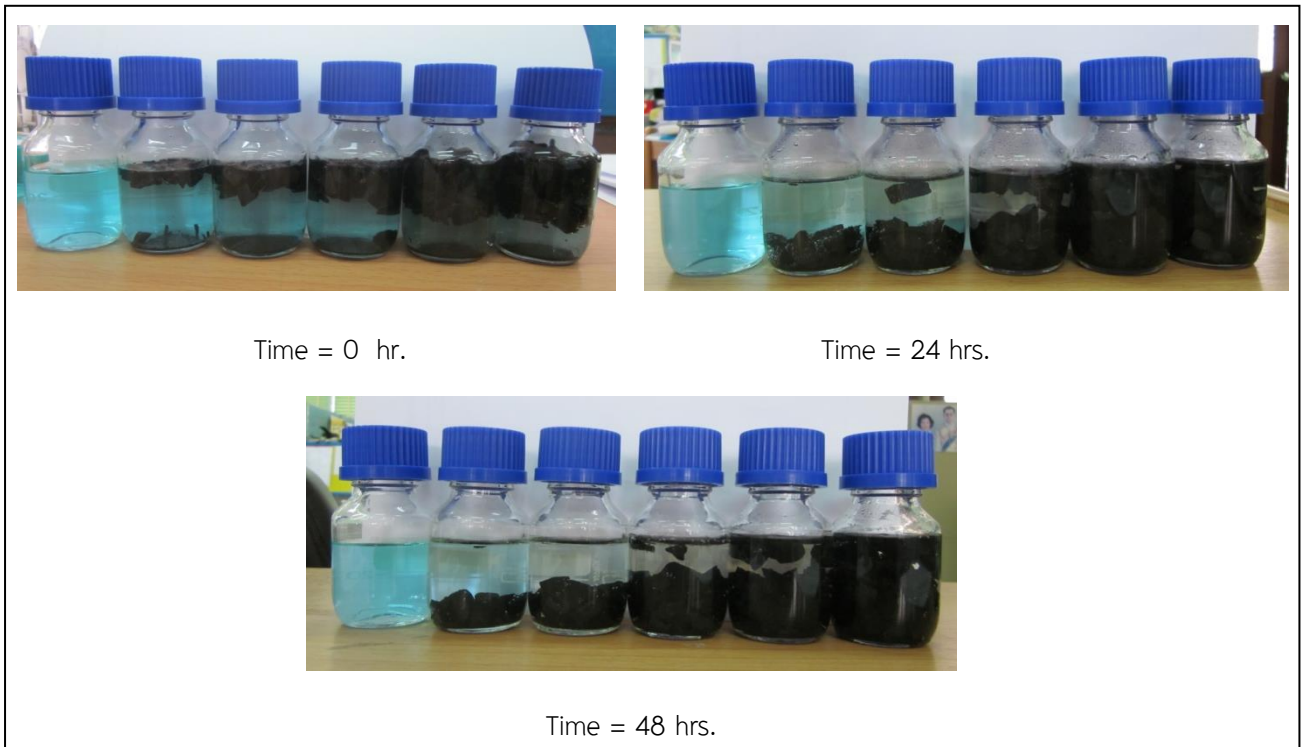 Time = 0 hr.
Time = 24 hrs.
Time = 48 hrs.